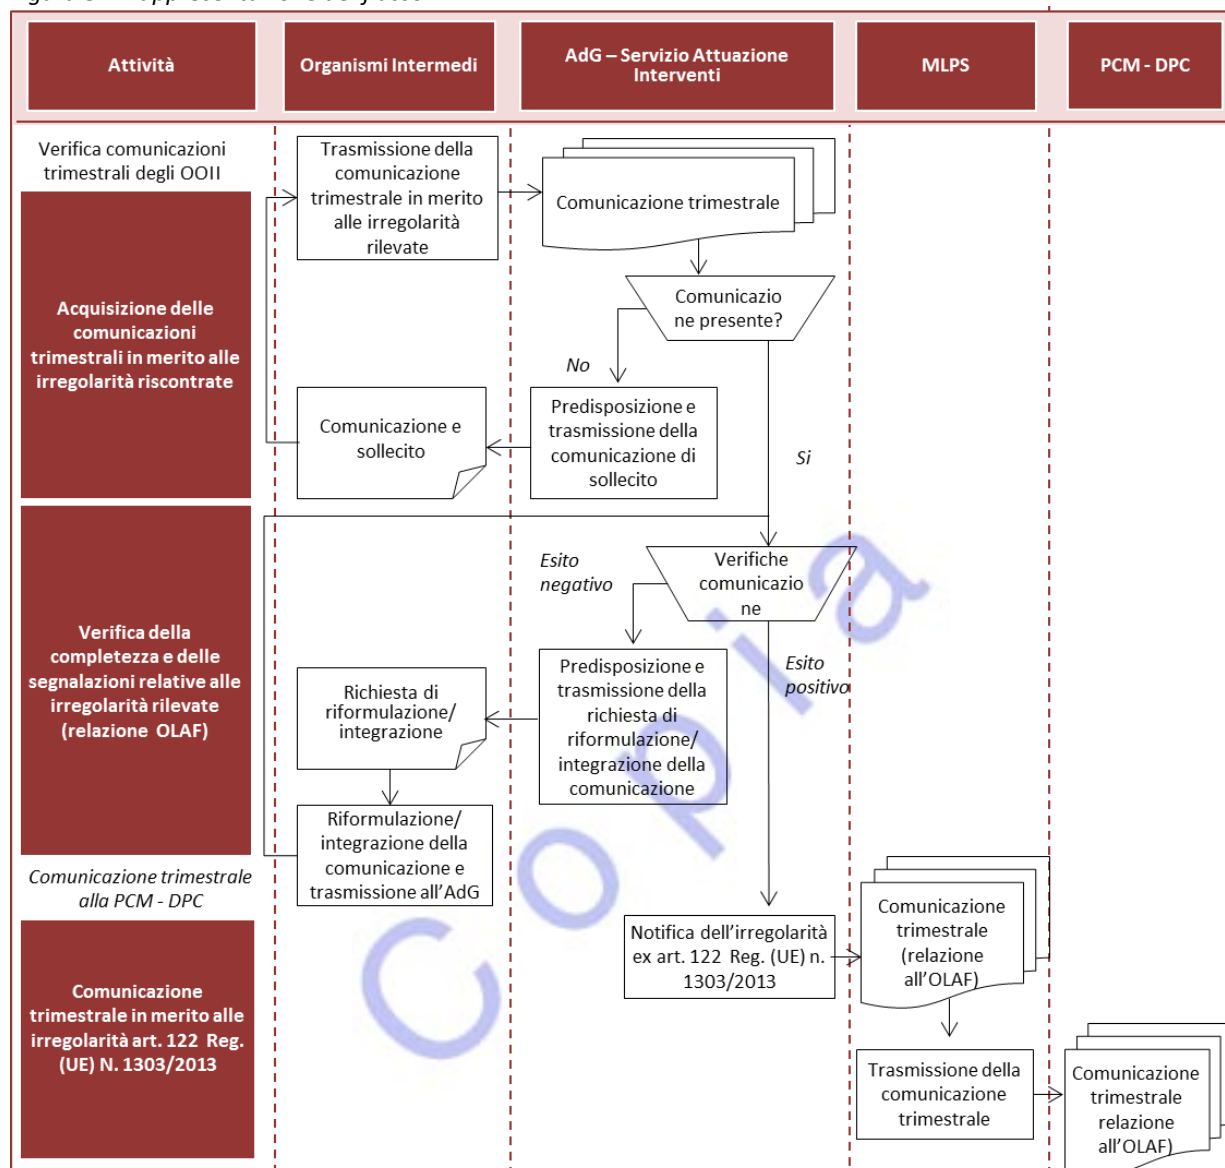 Attività
Organismi Intermedi
AdG – Servizio Attuazione
Interventi
MLPS
PCM - DPC
Verifica comunicazioni
trimestrali degli OOII
Trasmissione della
comunicazione
trimestrale in merito
alle irregolarità
rilevate
Comunicazione trimestrale
Comunicazio
ne presente?
Acquisizione delle
comunicazioni
trimestrali in merito alle
irregolarità riscontrate
No
Comunicazione e
sollecito
Predisposizione e
trasmissione della
comunicazione di
sollecito
Si
Esito
negativo
Verifiche
comunicazio
ne
Verifica della
completezza e delle
segnalazioni relative alle
irregolarità rilevate
(relazione OLAF)
Richiesta di
riformulazione/
integrazione
Predisposizione e
trasmissione della
richiesta di
riformulazione/
integrazione della
comunicazione
Esito
positivo
Riformulazione/
integrazione della
comunicazione e
trasmissione all'AdG
Comunicazione trimestrale
alla PCM - DPC
Notifica dell'irregolarità
ex art. 122 Reg. (UE) n.
1303/2013
Comunicazione
trimestrale
(relazione
all'OLAF)
Comunicazione
trimestrale in merito alle
irregolarità art. 122 Reg.
(UE) N. 1303/2013
Trasmissione della
comunicazione
trimestrale
Comunicazione
trimestrale
relazione
all'OLAF)
Copia